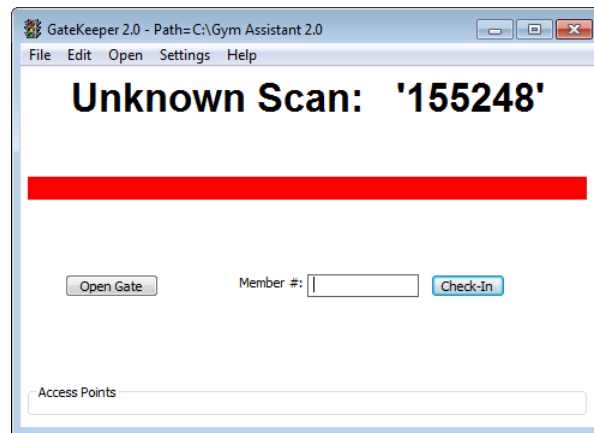 GateKeeper 2.0 - Path=C:\Gym Assistant 2.0
File Edit Open Settings Help
Unknown Scan: '155248'
Open Gate Member #: Check-In
Access Points